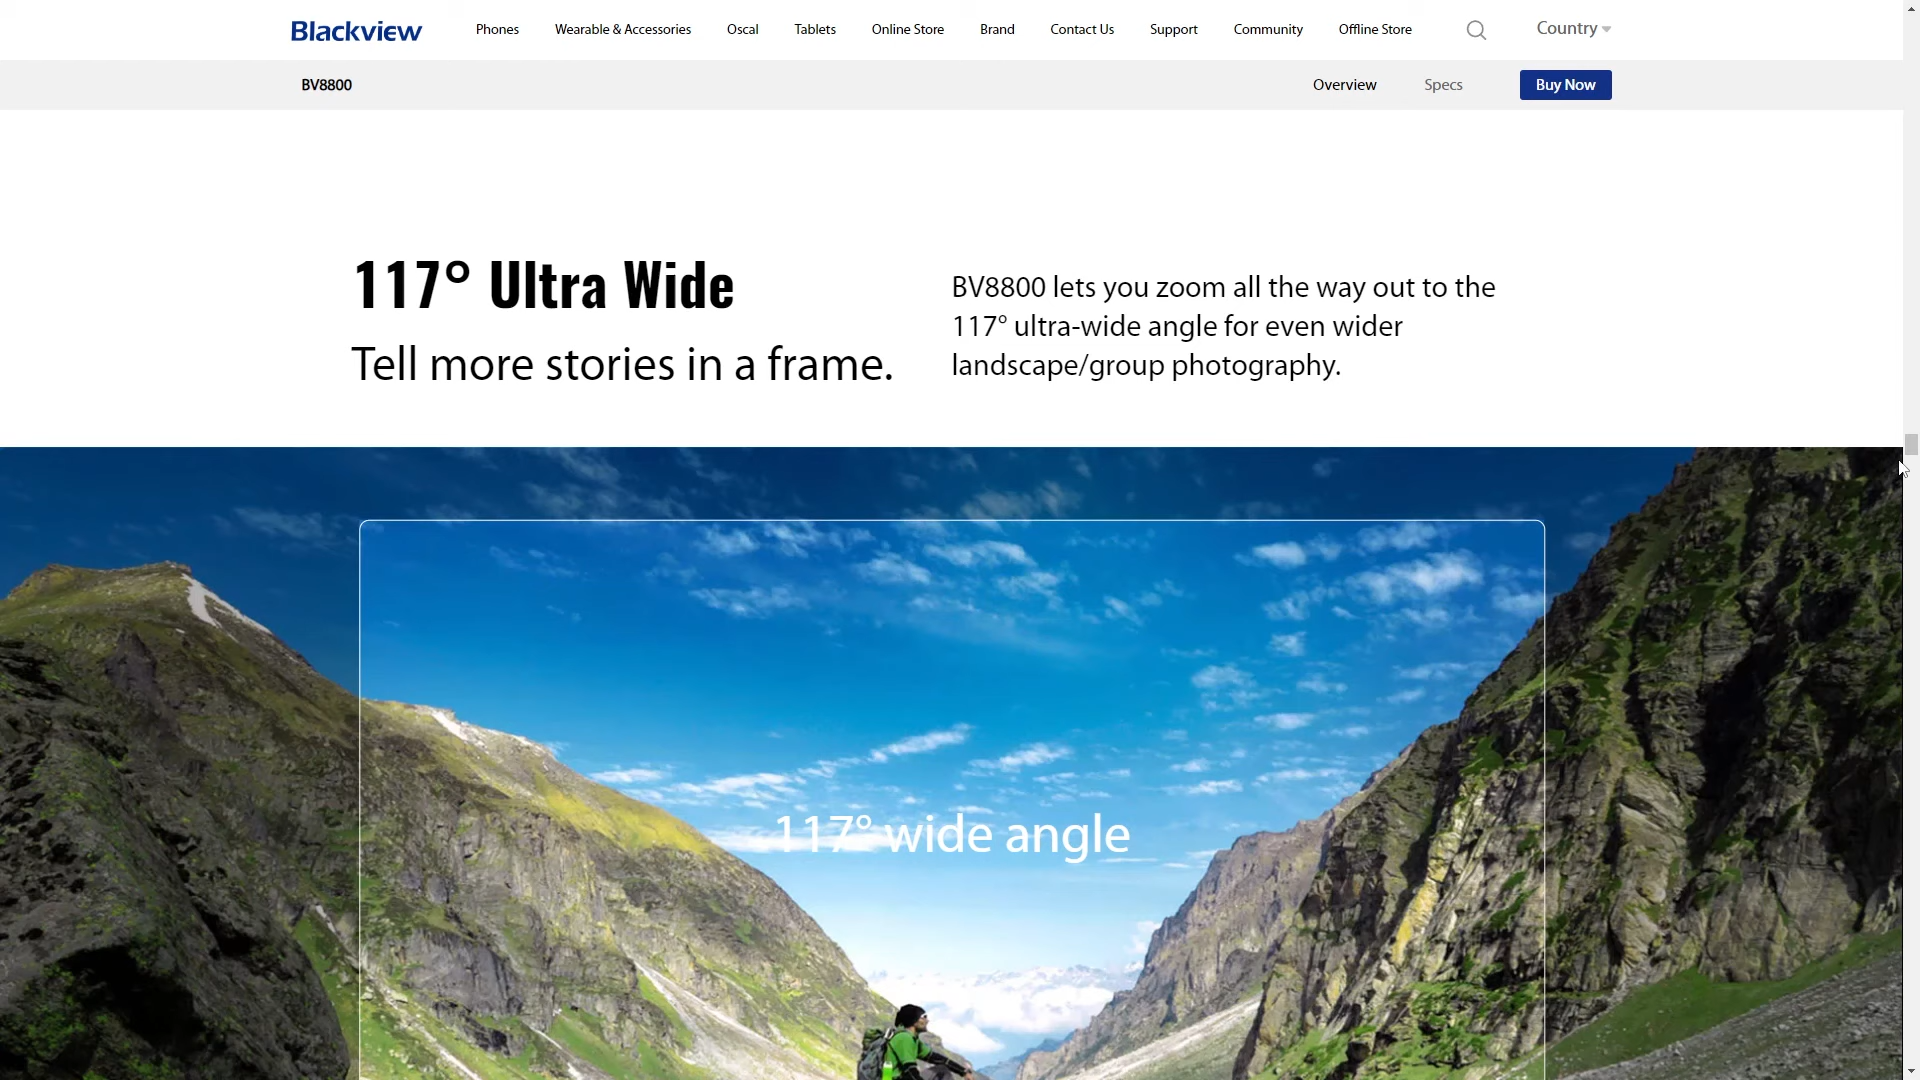 Blackview
Phones
Wearable & Accessories
Oscal
Tablets
Online Store
Brand
Contact Us
Support
Community
Offline Store
Country
BV8800
Overview
Specs
Buy Now
117° Ultra Wide
Tell more stories in a frame.
BV8800 lets you zoom all the way out to the
117° ultra-wide angle for even wider
landscape/group photography.
117° wide angle